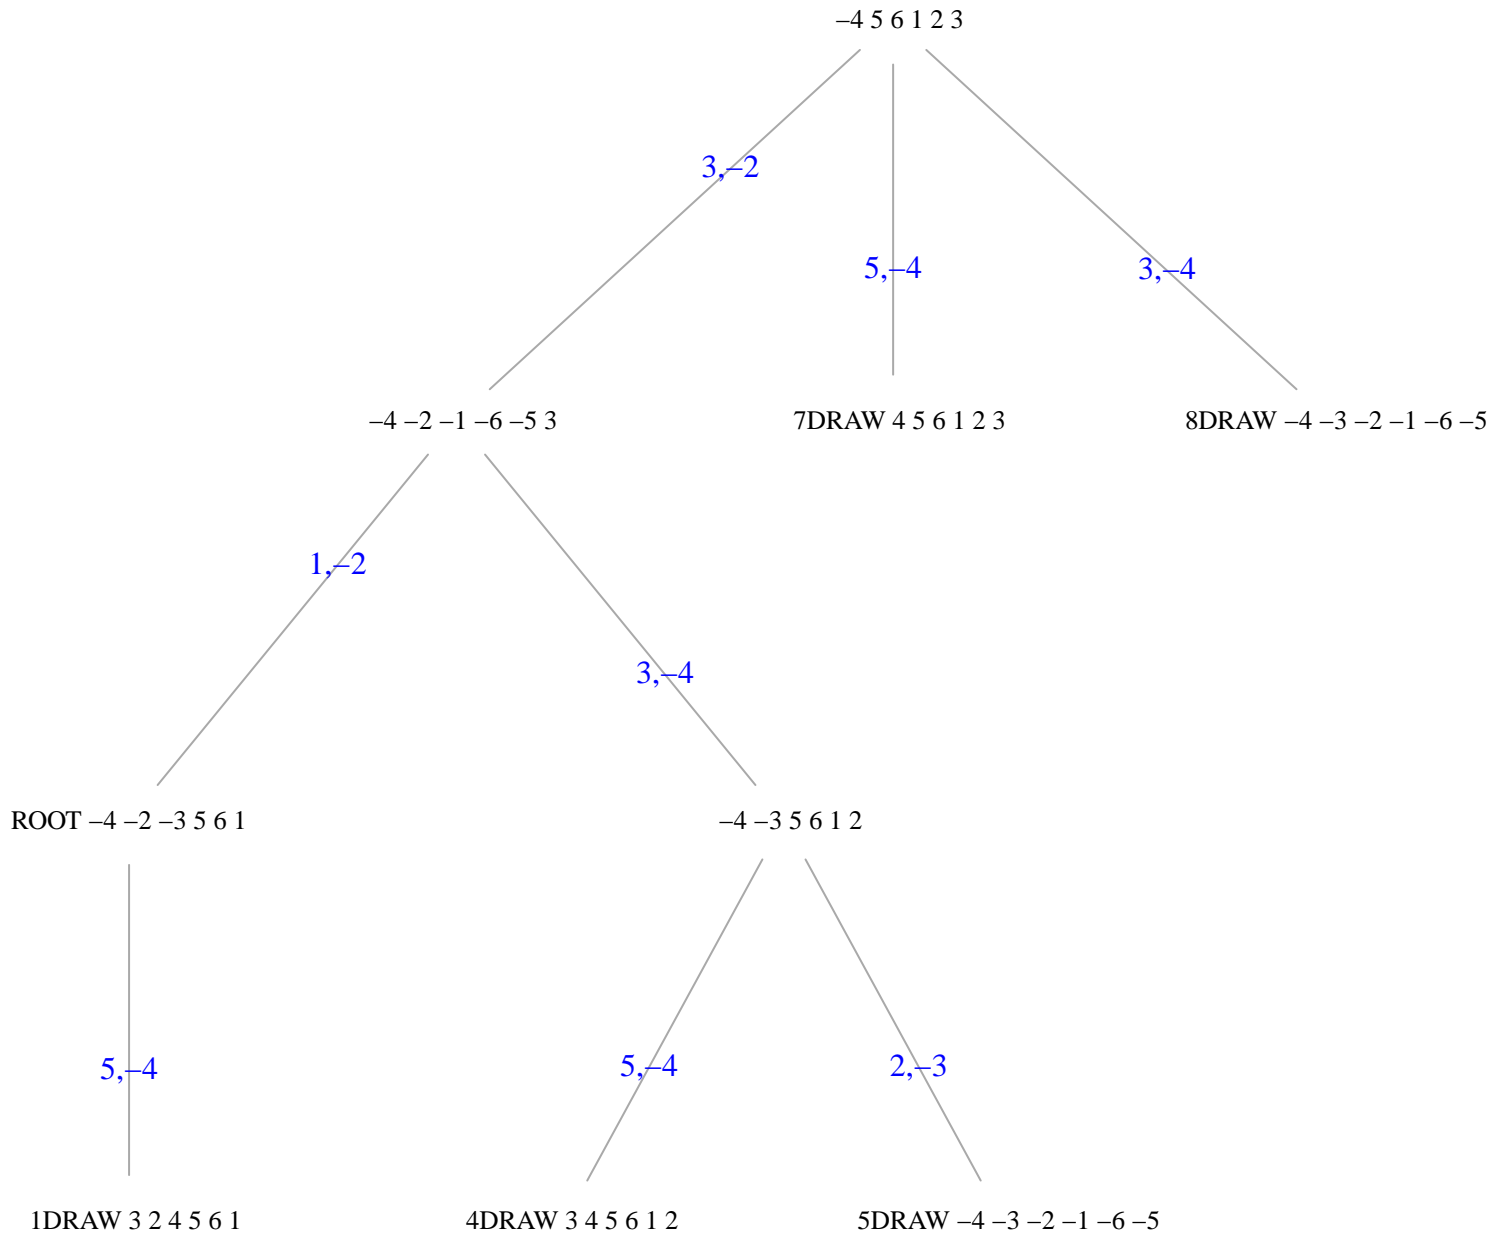 –4 5 6 1 2 3
3,–2
5,–4
3,–4
–4 –2 –1 –6 –5 3
7DRAW 4 5 6 1 2 3
8DRAW –4 –3 –2 –1 –6 –5
1,–2
3,–4
ROOT –4 –2 –3 5 6 1
–4 –3 5 6 1 2
5,–4
5,–4
2,–3
1DRAW 3 2 4 5 6 1
4DRAW 3 4 5 6 1 2
5DRAW –4 –3 –2 –1 –6 –5